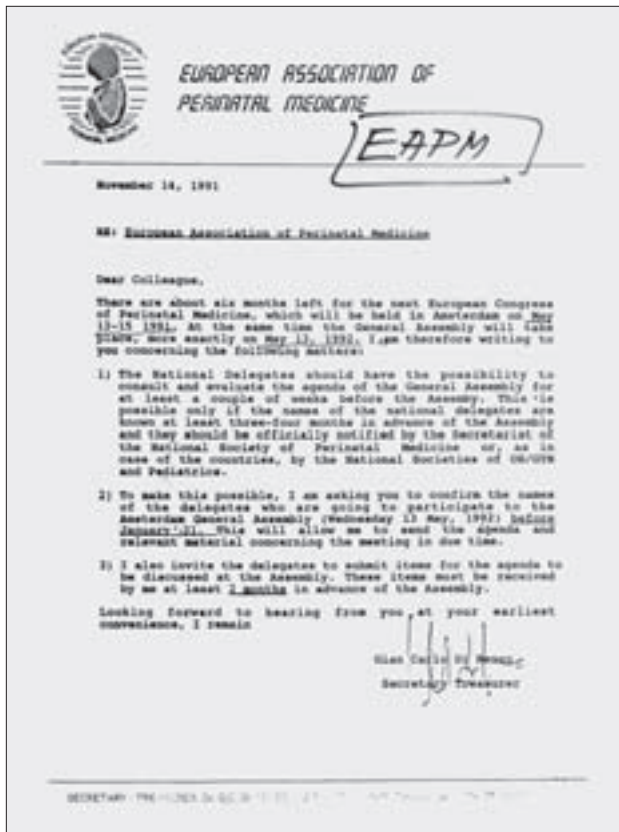 EUROPEAN ASSOCIATION OF
PERINATAL MEDICINE
EAPM
November 14, 1991
RE: European Association of Perinatal Medicine
Dear Colleague,
There are about six months left for the next European Congress
of Perinatal Medicine, which will be held in Amsterdam on May
12-15 1992. At the same time the General Assembly will take
place, more exactly on May 13, 1992. I am therefore writing to
you concerning the following matters:
1) The National Delegates should have the possibility to
consult and evaluate the agenda of the General Assembly for
at least a couple of weeks before the Assemby. This is
possible only if the names of the national delegates are
known at least three-four months in advance of the Assembly
and they should be officially notified by the Secretariat of
the National Society of Perinatal Medicine or, as in
case of the countries, by the National Societies of OB/GYN
and Pediatrics.
2) To make this possible, I am asking you to confirm the names
of the delegates who are going to participate to the
Amsterdam General Assembly (Wednesday 13 May, 1992) before
January 31. This will allow me to send the agenda and
relevant material concerning the meeting in due time.
3) I also invite the delegates to submit items for the agenda to
be discussed at the Assembly. These items must be received
by me at least 2 months in advance of the Assembly.
Looking forward to hearing from you at your earliest
convenience, I remain
Gian Carlo Di Renzo
Secretary Treasurer
SECRETARY